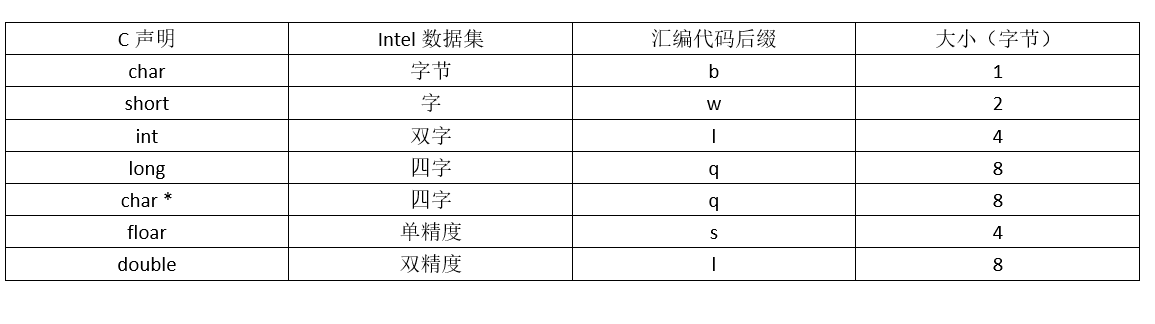 C 声明 Intel 数据集 汇编代码后缀 大小（字节）
char 字节 b 1
short 字 w 2
int 双字 l 4
long 四字 q 8
char * 四字 q 8
floar 单精度 s 4
double 双精度 l 8